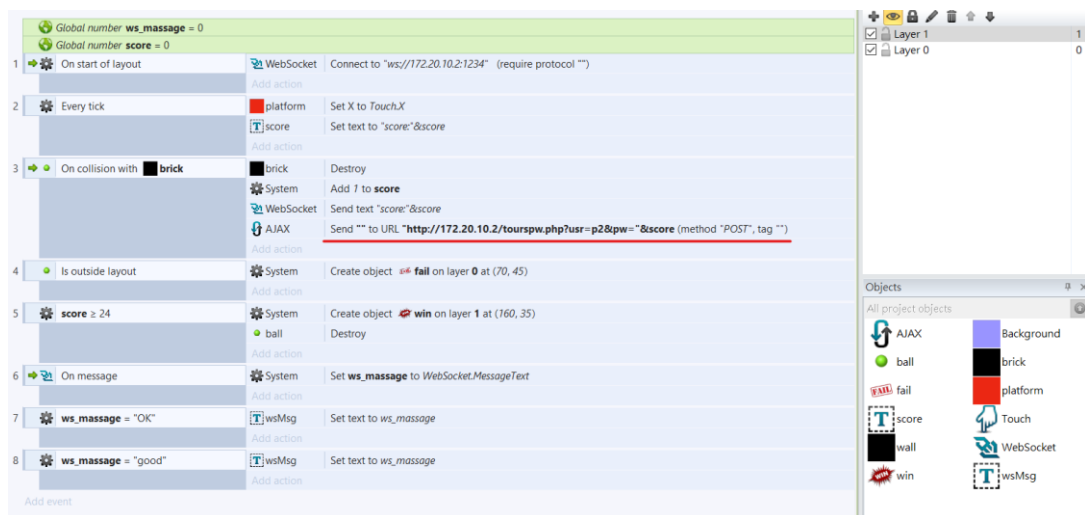 Global number ws_massage = 0
Global number score = 0
1 On start of layout WebSocket Connect to "ws://172.20.10.2:1234" (require protocol "")
Add action
2 Every tick platform Set X to Touch.X
T score Set text to "score:"&score
Add action
3 On collision with brick brick Destroy
System Add 1 to score
WebSocket Send text "score:"&score
AJAX Send "" to URL "http://172.20.10.2/tourspw.php?usr=p2&pw="&score (method "POST", tag "")
Add action
4 Is outside layout System Create object fail on layer 0 at (70, 45)
Add action
5 score ≥ 24 System Create object win on layer 1 at (160, 35)
ball Destroy
Add action
6 On message System Set ws_massage to WebSocket.MessageText
Add action
7 ws_massage = "OK" T wsMsg Set text to ws_massage
Add action
8 ws_massage = "good" T wsMsg Set text to ws_massage
Add action
Add event
Layer 1 1
Layer 0 0
Objects
All project objects
AJAX Background
ball brick
FAIL fail platform
T score Touch
wall WebSocket
win T wsMsg